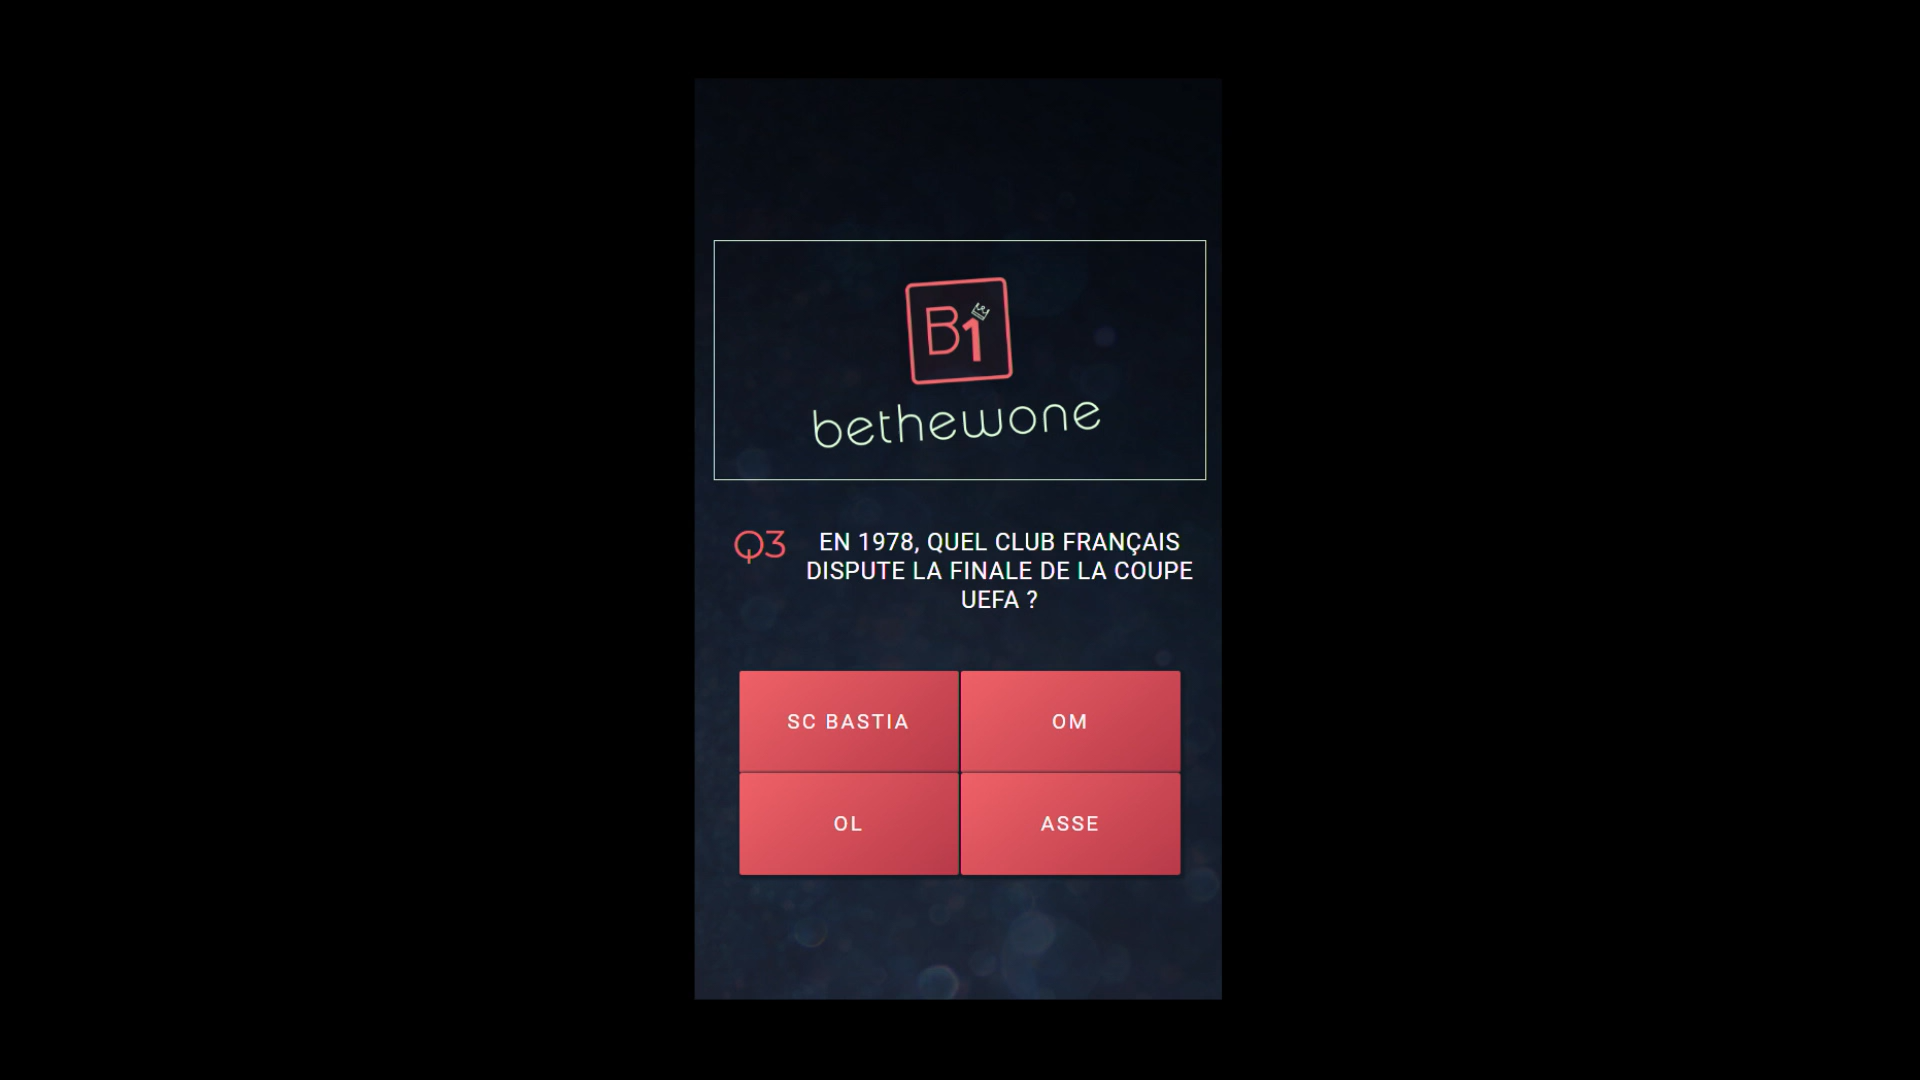 B1
bethewone
Q3 EN 1978, QUEL CLUB FRANÇAIS
DISPUTE LA FINALE DE LA COUPE
UEFA ?
SC BASTIA
OM
OL
ASSE